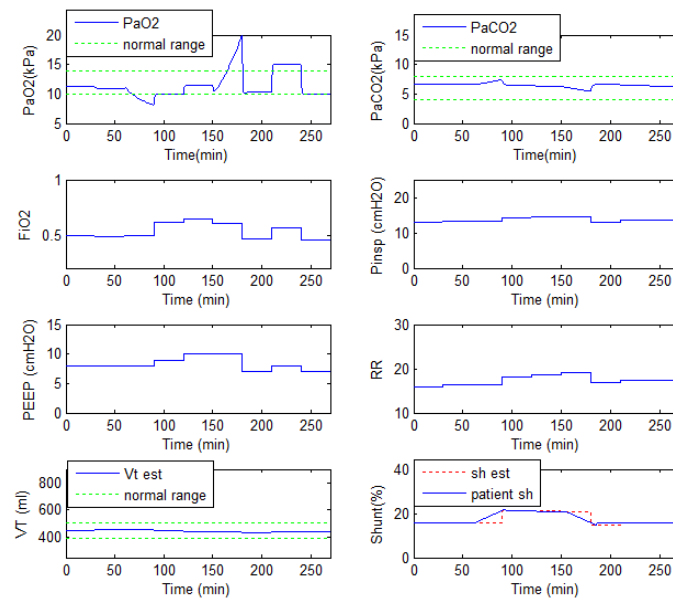 PaO2
normal range
20
15
10
5
PaO2(kPa)
0 50 100 150 200 250
Time(min)
PaCO2
normal range
15
10
5
0
PaCO2(kPa)
0 50 100 150 200 250
Time(min)
1
0.5
FiO2
0 50 100 150 200 250
Time (min)
20
10
0
Pinsp (cmH2O)
0 50 100 150 200 250
Time (min)
15
10
5
0
PEEP (cmH2O)
0 50 100 150 200 250
Time (min)
30
20
10
RR
0 50 100 150 200 250
Time (min)
Vt est
normal range
800
600
400
VT (ml)
0 50 100 150 200 250
Time (min)
sh est
patient sh
40
20
0
Shunt(%)
0 50 100 150 200 250
Time (min)